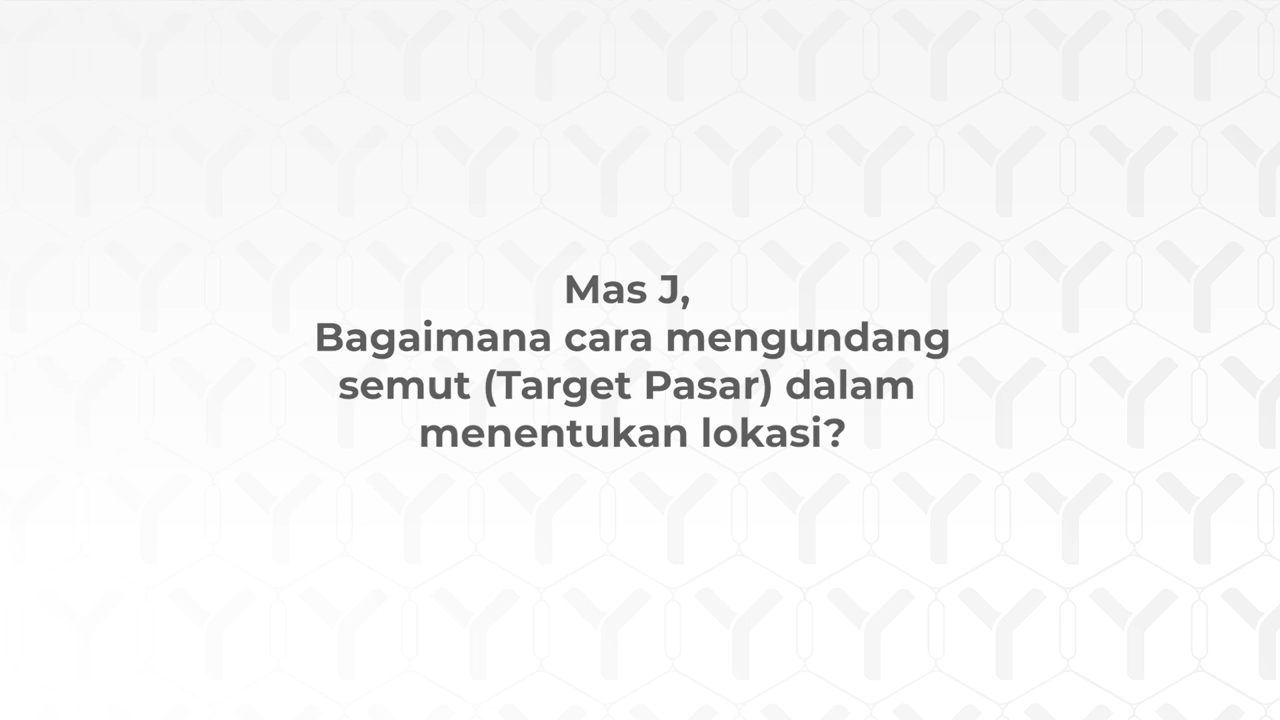 Mas J,
Bagaimana cara mengundang
semut (Target Pasar) dalam
menentukan lokasi?